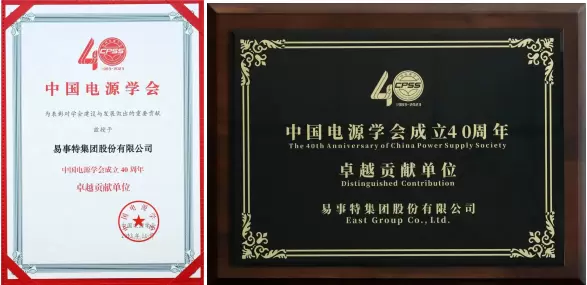 CPSS
中国电源学会
为表彰对学会建设与发展做出的重要贡献
兹授予
易事特集团股份有限公司
中国电源学会成立 40 周年
卓越贡献单位
40
CPSS
中国电源学会成立40周年
The 40th Anniversary of China Power Supply Society
卓越贡献单位
Distinguished Contribution
易事特集团股份有限公司
East Group Co., Ltd.